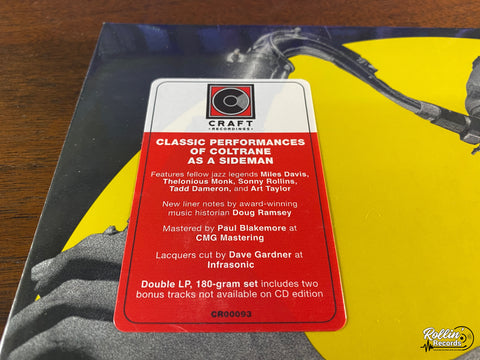 CRAFT
RECORDINGS
CLASSIC PERFORMANCES
OF COLTRANE
AS A SIDEMAN
Features fellow jazz legends Miles Davis,
Thelonious Monk, Sonny Rollins,
Tadd Dameron, and Art Taylor
New liner notes by award-winning
music historian Doug Ramsey
Mastered by Paul Blakemore at
CMG Mastering
Lacquers cut by Dave Gardner at
Infrasonic
Double LP, 180-gram set includes two
bonus tracks not available on CD edition
CR00093
Rollin
Records